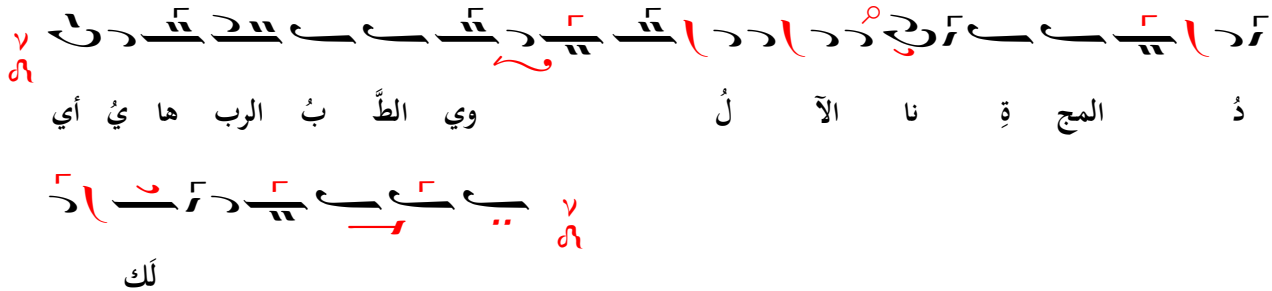 أي يُ ها الرب بُ الطَّ وي لُ الآ نا ةِ المج دُ
لَك